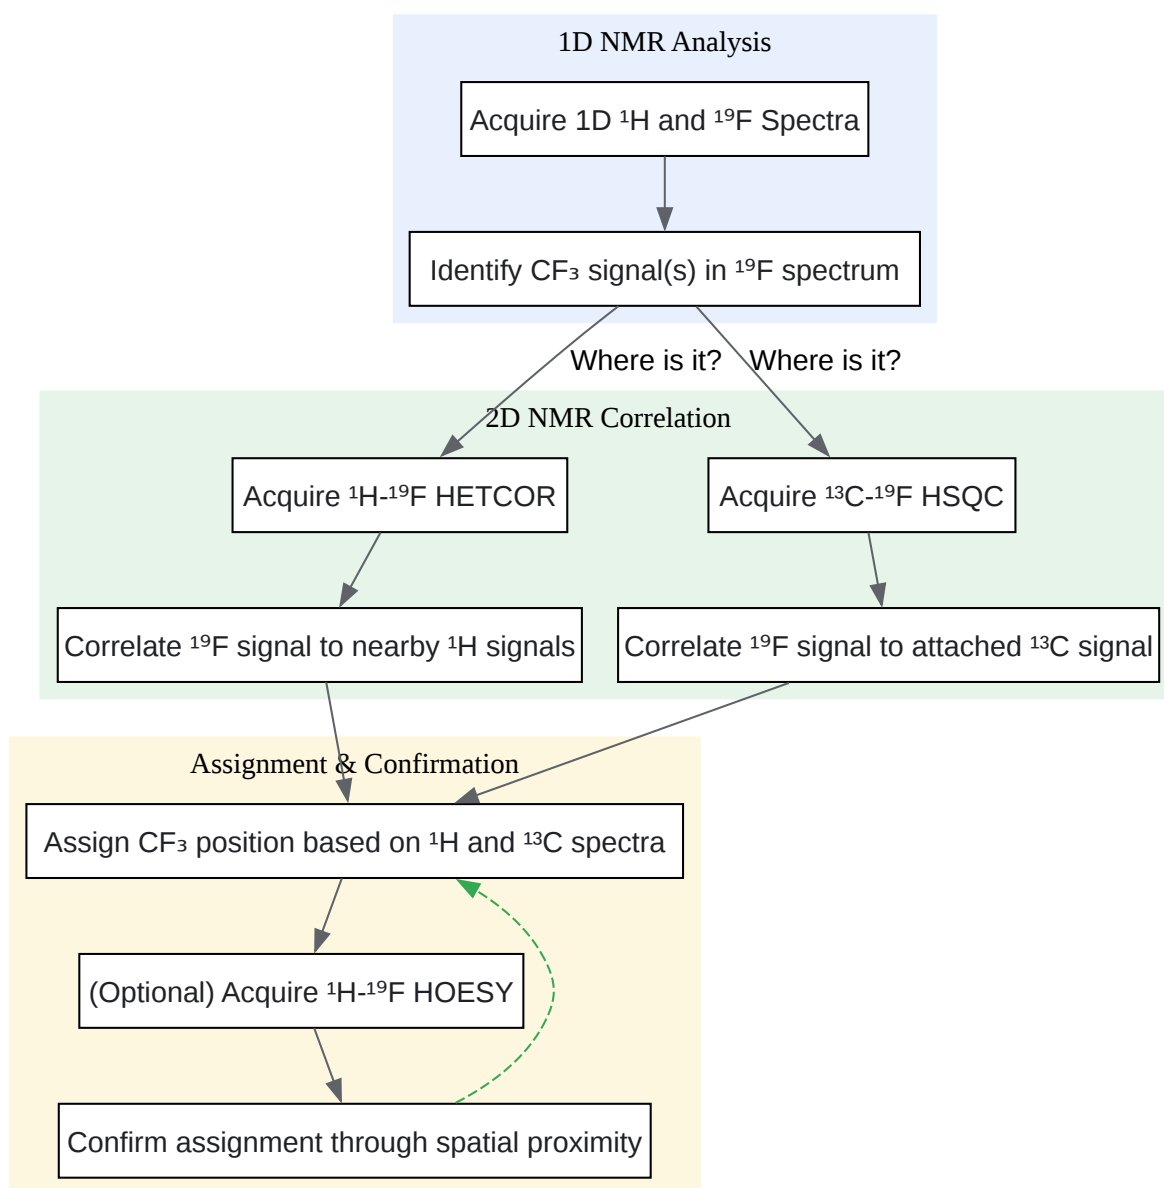 1D NMR Analysis
Acquire 1D ¹H and ¹⁹F Spectra
Identify CF₃ signal(s) in ¹⁹F spectrum
Where is it?
Where is it?
2D NMR Correlation
Acquire ¹H-¹⁹F HETCOR
Acquire ¹³C-¹⁹F HSQC
Correlate ¹⁹F signal to nearby ¹H signals
Correlate ¹⁹F signal to attached ¹³C signal
Assignment & Confirmation
Assign CF₃ position based on ¹H and ¹³C spectra
(Optional) Acquire ¹H-¹⁹F HOESY
Confirm assignment through spatial proximity